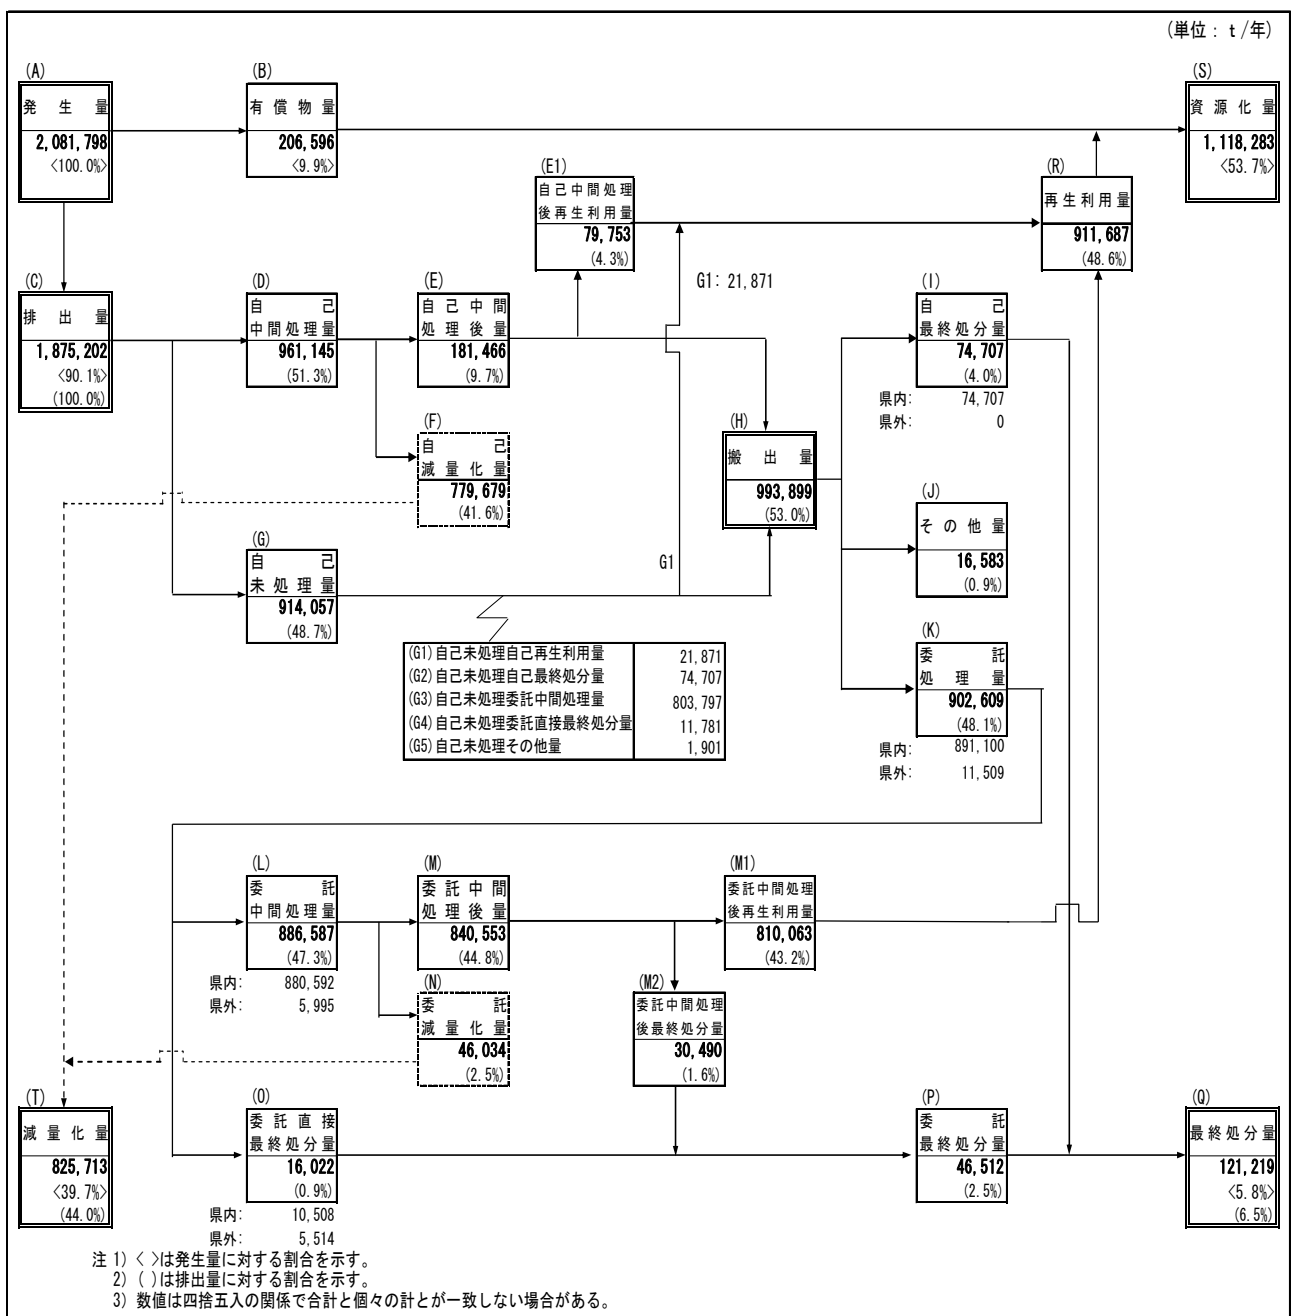 (単位：ｔ/年)
(A)
発生量
2,081,798
<100.0%>
(B)
有償物量
206,596
<9.9%>
(S)
資源化量
1,118,283
<53.7%>
(E1)
自己中間処理
後再生利用量
79,753
(4.3%)
(R)
再生利用量
911,687
(48.6%)
G1: 21,871
(C)
排出量
1,875,202
<90.1%>
(100.0%)
(D)
自己
中間処理量
961,145
(51.3%)
(E)
自己中間
処理後量
181,466
(9.7%)
(I)
自己
最終処分量
74,707
(4.0%)
県内: 74,707
県外: 0
(F)
自己
減量化量
779,679
(41.6%)
(H)
搬出量
993,899
(53.0%)
(J)
その他量
16,583
(0.9%)
(G)
自己
未処理量
914,057
(48.7%)
G1
(G1)自己未処理自己再生利用量 21,871
(G2)自己未処理自己最終処分量 74,707
(G3)自己未処理委託中間処理量 803,797
(G4)自己未処理委託直接最終処分量 11,781
(G5)自己未処理その他量 1,901
(K)
委託
処理量
902,609
(48.1%)
県内: 891,100
県外: 11,509
(L)
委託
中間処理量
886,587
(47.3%)
県内: 880,592
県外: 5,995
(M)
委託中間
処理後量
840,553
(44.8%)
(M1)
委託中間処理
後再生利用量
810,063
(43.2%)
(N)
委託
減量化量
46,034
(2.5%)
(M2)
委託中間処理
後最終処分量
30,490
(1.6%)
(T)
減量化量
825,713
<39.7%>
(44.0%)
(O)
委託直接
最終処分量
16,022
(0.9%)
県内: 10,508
県外: 5,514
(P)
委託
最終処分量
46,512
(2.5%)
(Q)
最終処分量
121,219
<5.8%>
(6.5%)
注 1) < >は発生量に対する割合を示す。
2) ( )は排出量に対する割合を示す。
3) 数値は四捨五入の関係で合計と個々の計とが一致しない場合がある。